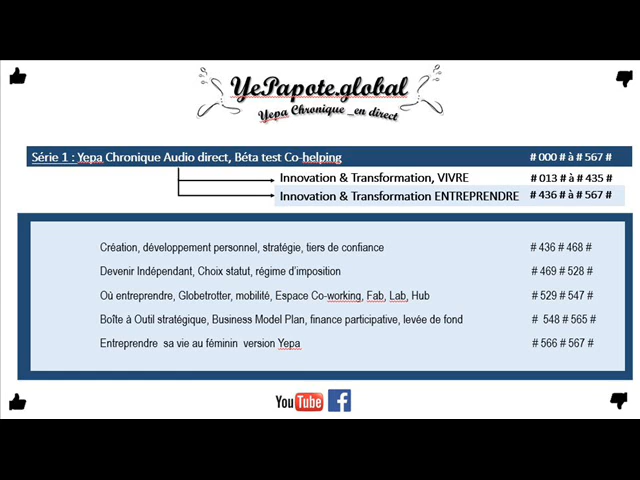 YePapote.global
Yepa Chronique _en direct
Série 1 : Yepa Chronique Audio direct, Béta test Co-helping # 000 # à # 567 #
Innovation & Transformation, VIVRE # 013 # à # 435 #
Innovation & Transformation ENTREPRENDRE # 436 # à # 567 #
Création, développement personnel, stratégie, tiers de confiance # 436 # 468 #
Devenir Indépendant, Choix statut, régime d'imposition # 469 # 528 #
Où entreprendre, Globetrotter, mobilité, Espace Co-working, Fab, Lab, Hub # 529 # 547 #
Boîte à Outil stratégique, Business Model Plan, finance participative, levée de fond # 548 # 565 #
Entreprendre sa vie au féminin version Yepa # 566 # 567 #
YouTube f